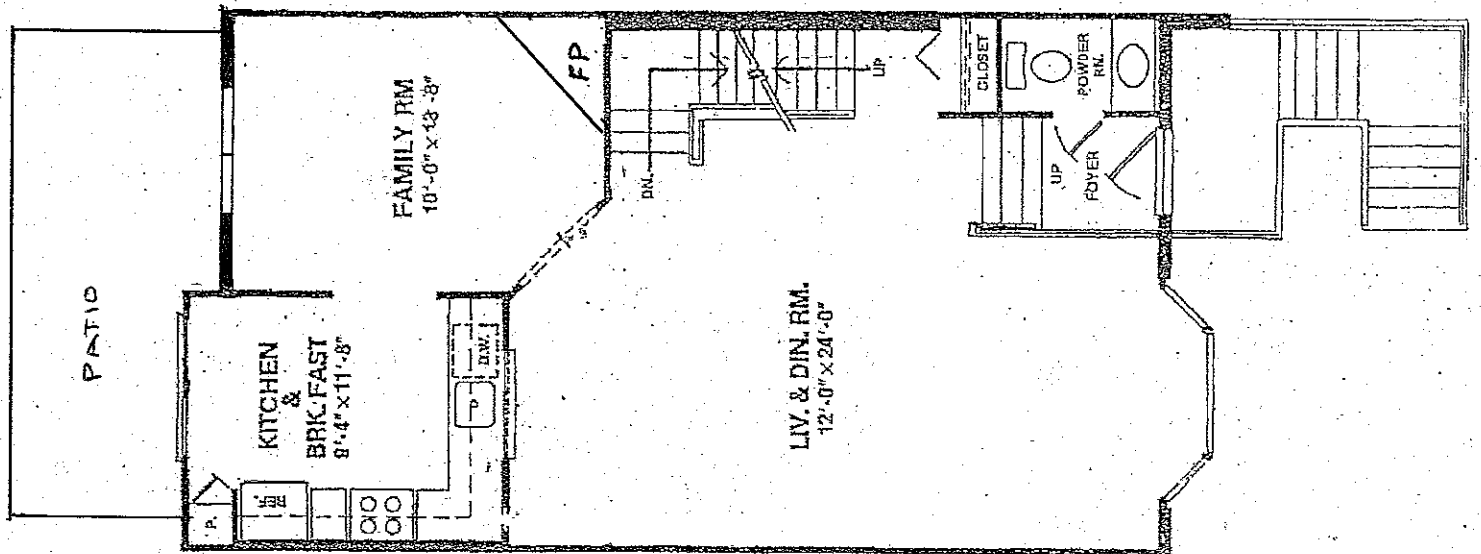 PATIO
FAMILY RM
10'-0" x 13'-8"
FP
KITCHEN
&
BRK'FAST
9'-4" x 11'-8"
D.W.
REF.
P.
DN.
UP
LIV. & DIN. RM.
12'-0" x 24'-0"
CLOSET
POWDER
RM.
UP
FOYER